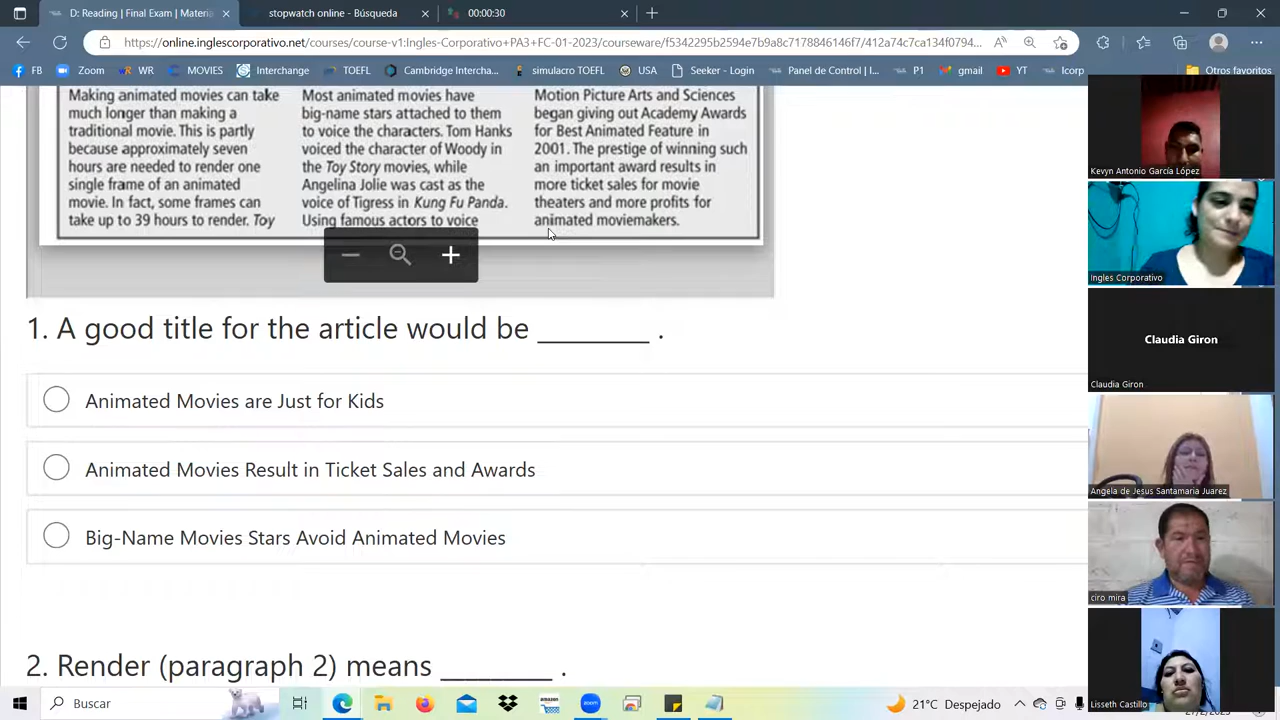 D: Reading | Final Exam | Materi
stopwatch online - Búsqueda
00:00:30
https://online.inglescorporativo.net/courses/course-v1:Ingles-Corporativo+PA3+FC-01-2023/courseware/f5342295b2594e7b9a8c7178846146f7/412a74c7ca134f0794...
FB
Zoom
WR
MOVIES
Interchange
TOEFL
Cambridge Intercha...
simulacro TOEFL
USA
Seeker - Login
Panel de Control | I...
P1
gmail
YT
Icorp
Otros favoritos
Making animated movies can take
much longer than making a
traditional movie. This is partly
because approximately seven
hours are needed to render one
single frame of an animated
movie. In fact, some frames can
take up to 39 hours to render. Toy
Most animated movies have
big-name stars attached to them
to voice the characters. Tom Hanks
voiced the character of Woody in
the Toy Story movies, while
Angelina Jolie was cast as the
voice of Tigress in Kung Fu Panda.
Using famous actors to voice
Motion Picture Arts and Sciences
began giving out Academy Awards
for Best Animated Feature in
2001. The prestige of winning such
an important award results in
more ticket sales for movie
theaters and more profits for
animated moviemakers.
1. A good title for the article would be ________ .
Animated Movies are Just for Kids
Animated Movies Result in Ticket Sales and Awards
Big-Name Movies Stars Avoid Animated Movies
2. Render (paragraph 2) means ________ .
Kevyn Antonio García López
Ingles Corporativo
Claudia Giron
Claudia Giron
Angela de Jesus Santamaria Juarez
ciro mira
Lisseth Castillo
Buscar
amazon
zoom
21°C Despejado